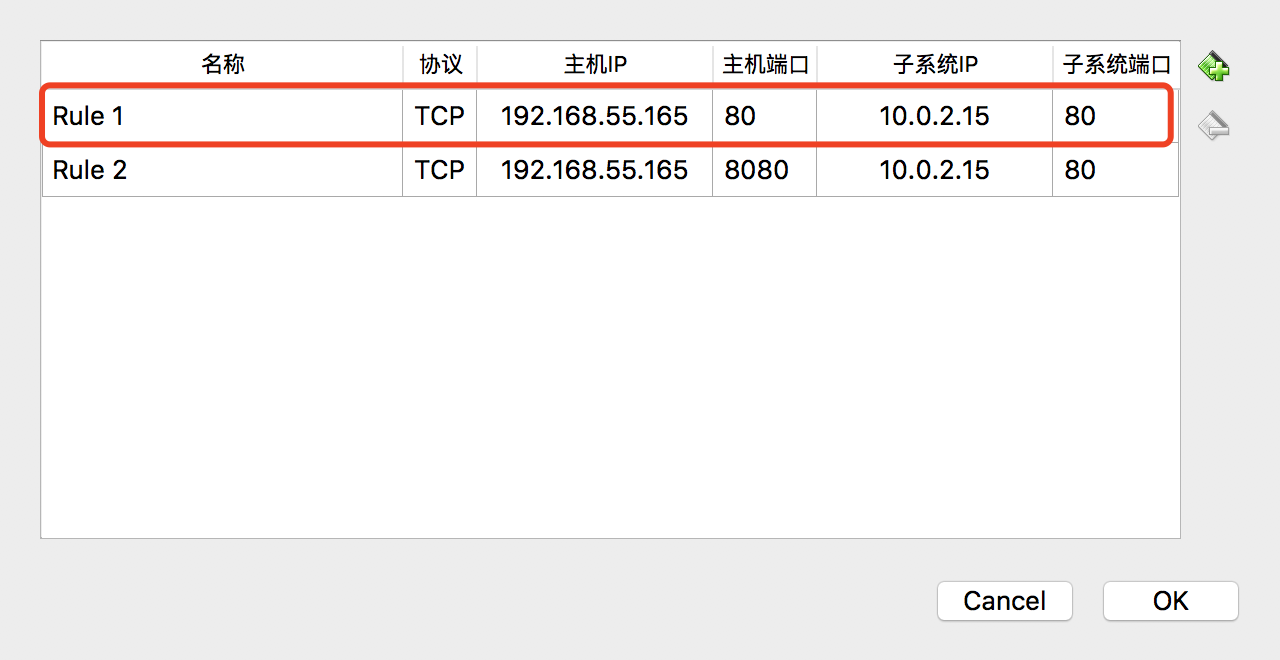 名称 协议 主机IP 主机端口 子系统IP 子系统端口
Rule 1 TCP 192.168.55.165 80 10.0.2.15 80
Rule 2 TCP 192.168.55.165 8080 10.0.2.15 80
Cancel OK